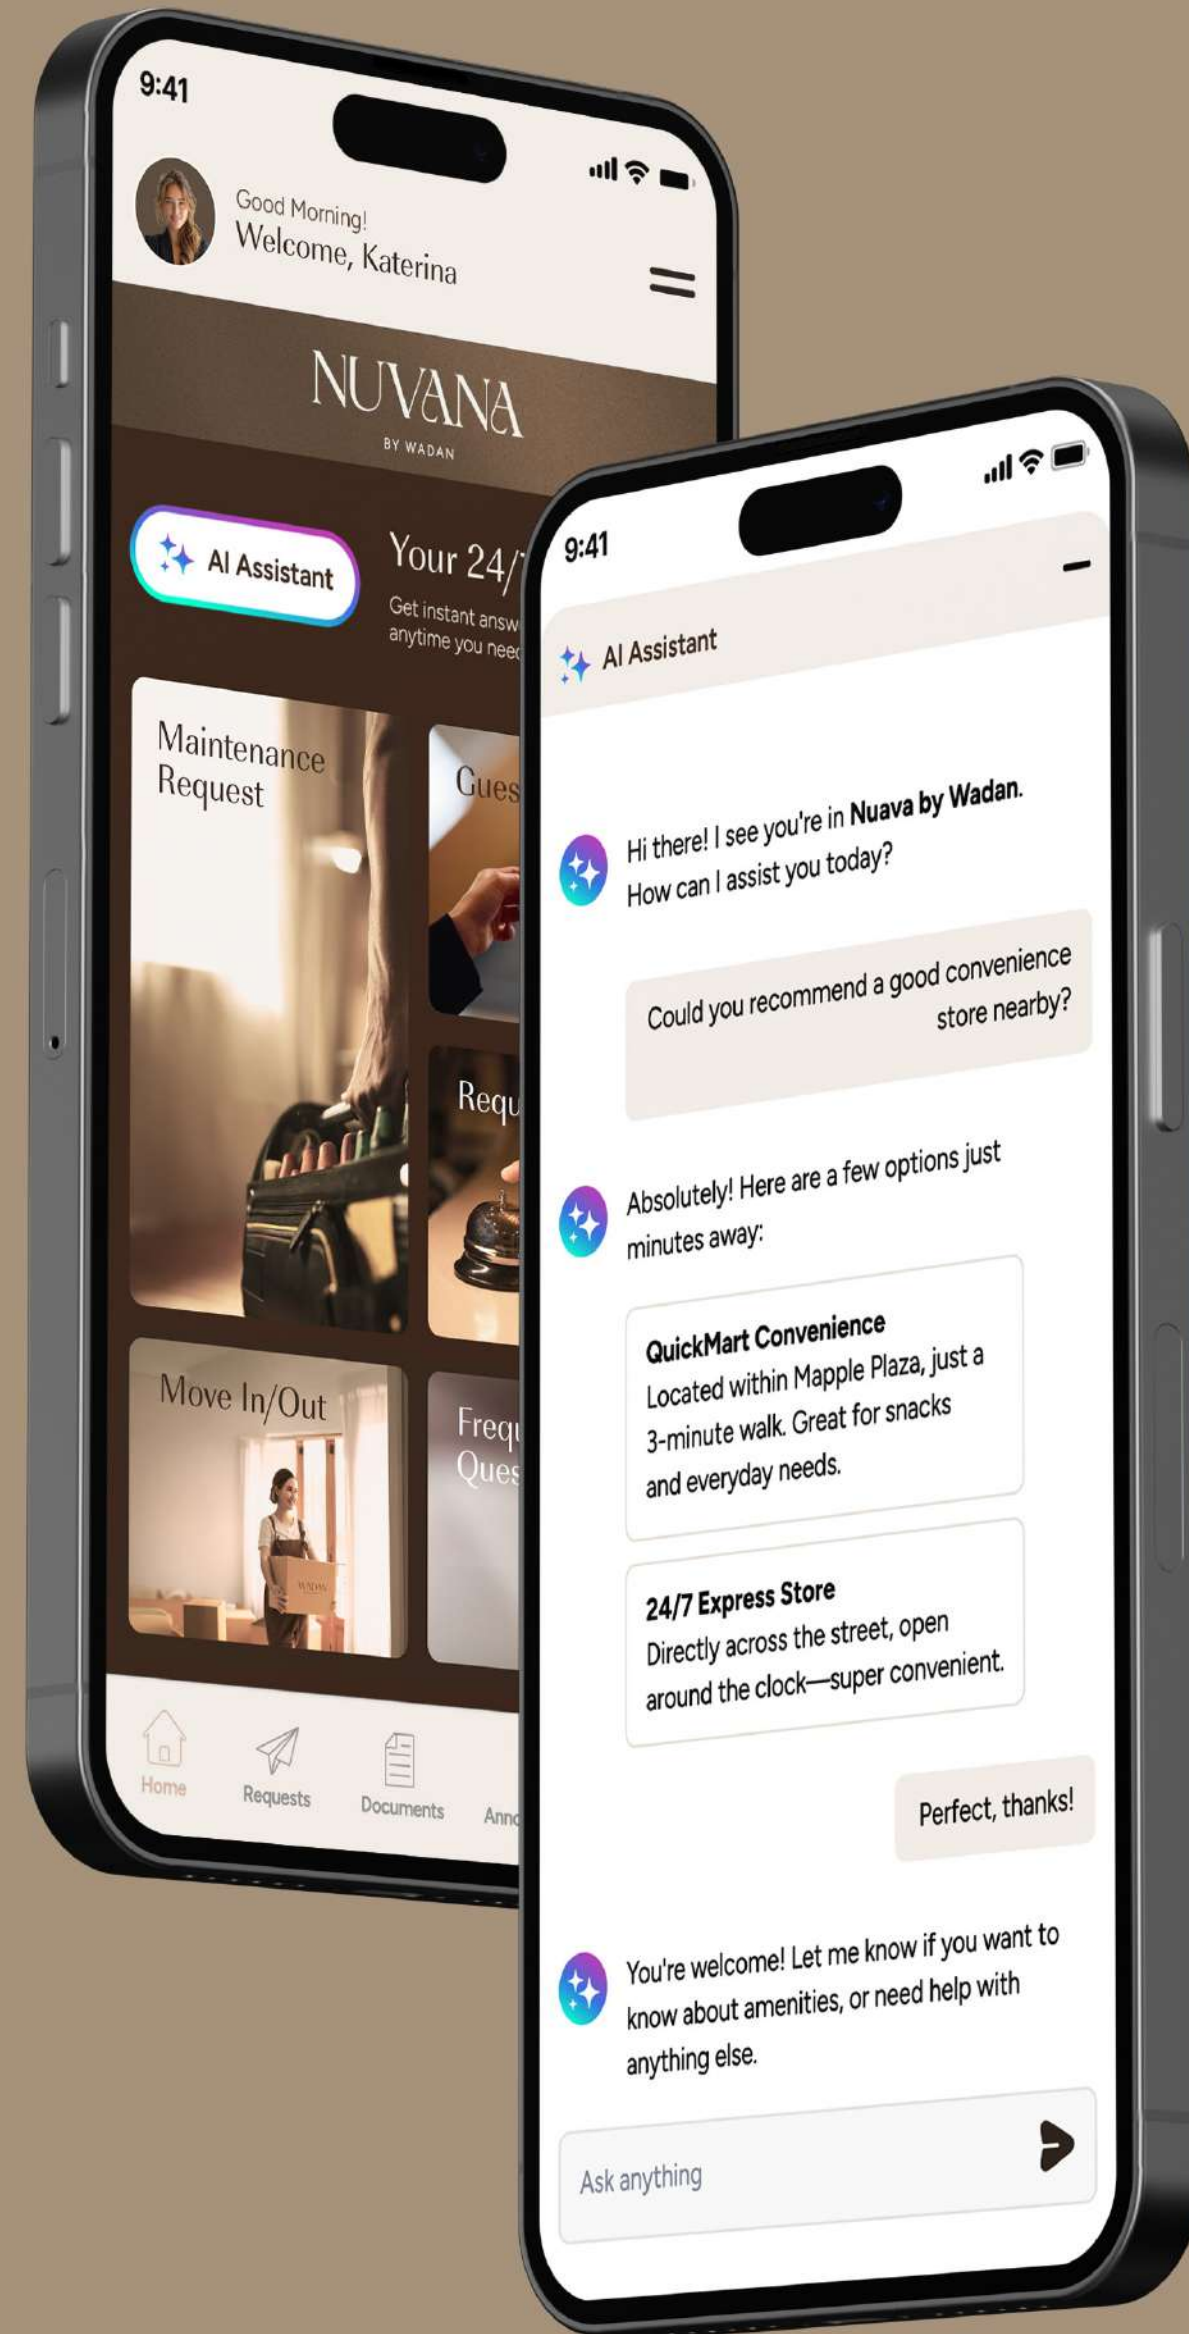 9:41
Good Morning!
Welcome, Katerina
NUVANA
BY WADAN
AI Assistant
Your 24/
Get instant answ
anytime you need
Maintenance
Request
Gues
Requ
Move In/Out
WADAN
Frequ
Ques
Home
Requests
Documents
Anno
9:41
AI Assistant
Hi there! I see you're in Nuava by Wadan.
How can I assist you today?
Could you recommend a good convenience
store nearby?
Absolutely! Here are a few options just
minutes away:
QuickMart Convenience
Located within Mapple Plaza, just a
3-minute walk. Great for snacks
and everyday needs.
24/7 Express Store
Directly across the street, open
around the clock—super convenient.
Perfect, thanks!
You're welcome! Let me know if you want to
know about amenities, or need help with
anything else.
Ask anything